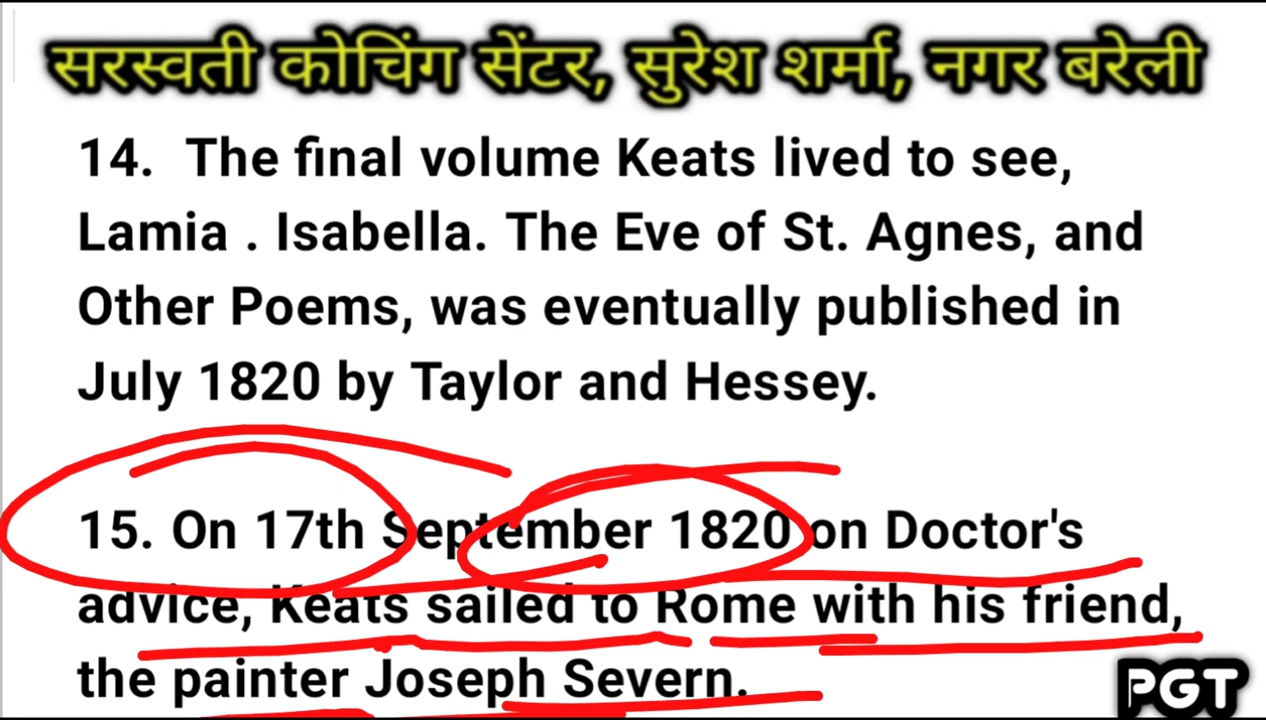 सरस्वती कोचिंग सेंटर, सुरेश शर्मा, नगर बरेली
14. The final volume Keats lived to see,
Lamia . Isabella. The Eve of St. Agnes, and
Other Poems, was eventually published in
July 1820 by Taylor and Hessey.
15. On 17th September 1820 on Doctor's
advice, Keats sailed to Rome with his friend,
the painter Joseph Severn.
PGT